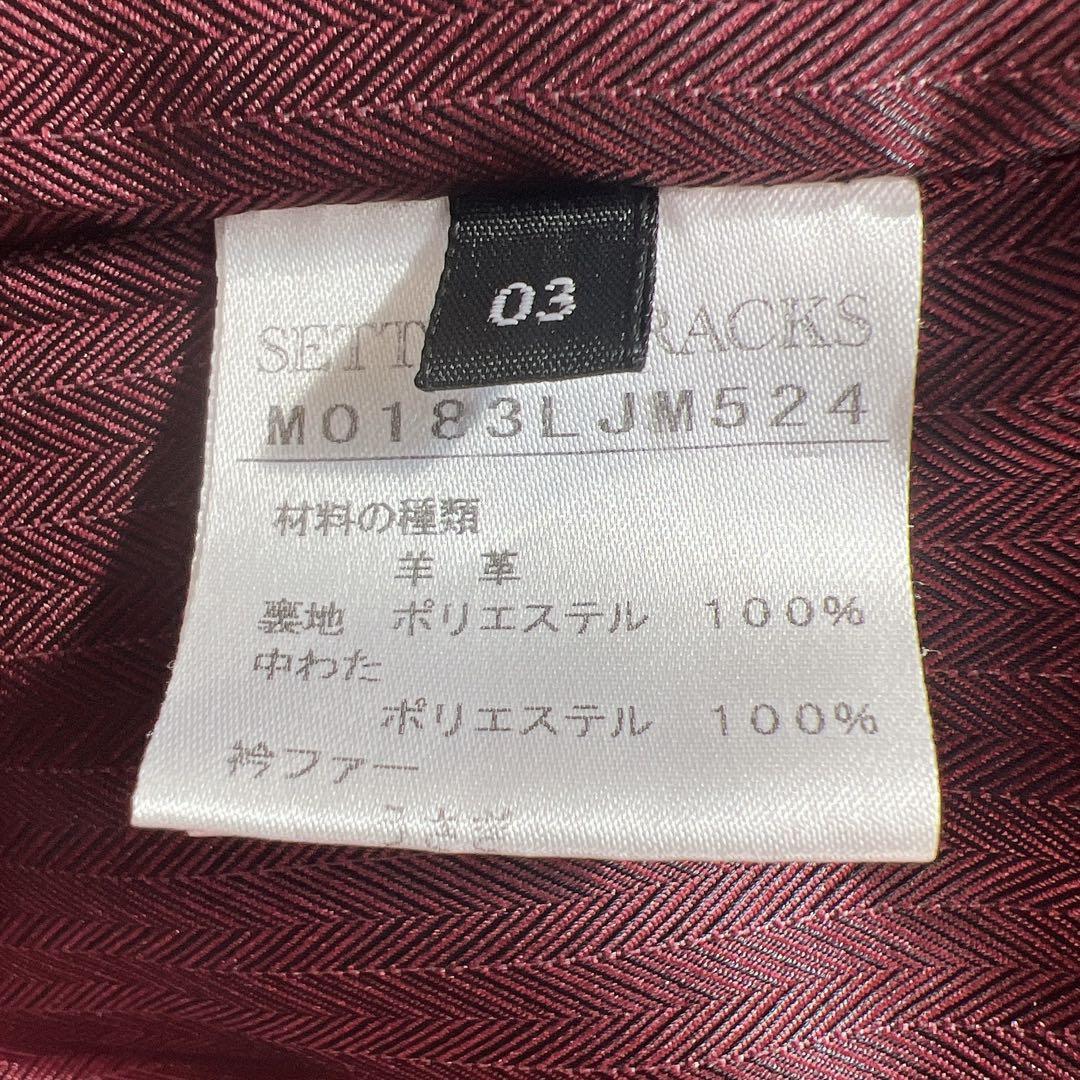 03
SETT RACKS
M0183LJM524
材料の種類
羊 革
裏地 ポリエステル 100%
中わた
ポリエステル 100%
衿ファー